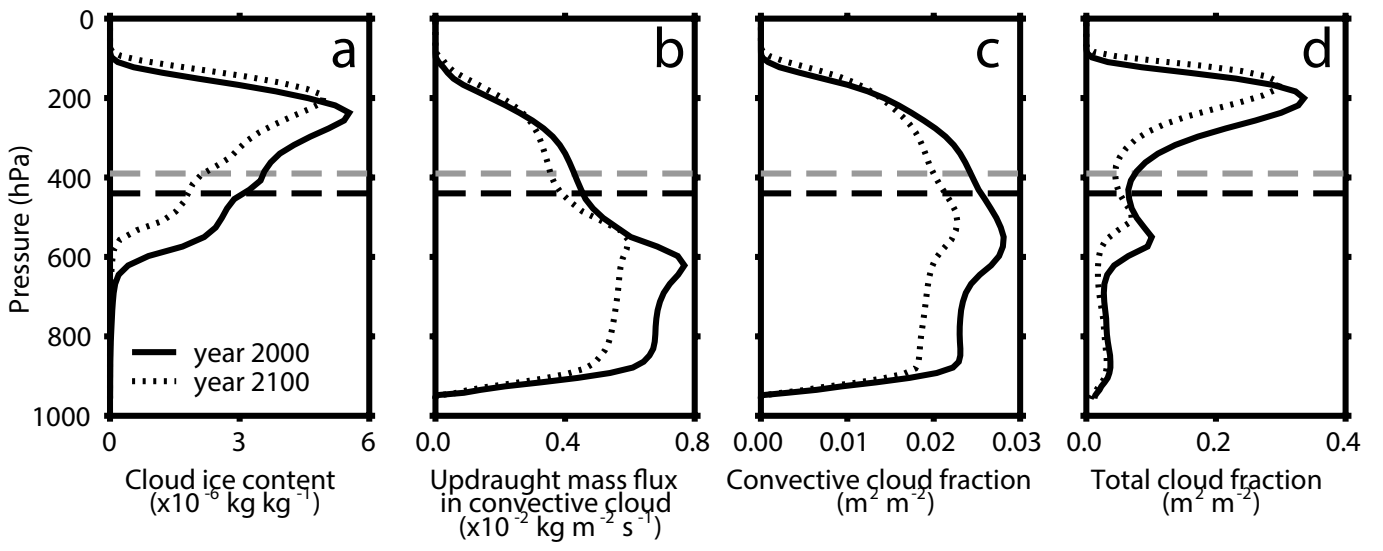 a
b
c
d
Pressure (hPa)
0
200
400
600
800
1000
year 2000
year 2100
0 3 6
0.0 0.4 0.8
0.00 0.01 0.02 0.03
0.0 0.2 0.4
Cloud ice content
(x10⁻⁶ kg kg⁻¹)
Updraught mass flux
in convective cloud
(x10⁻² kg m⁻² s⁻¹)
Convective cloud fraction
(m² m⁻²)
Total cloud fraction
(m² m⁻²)